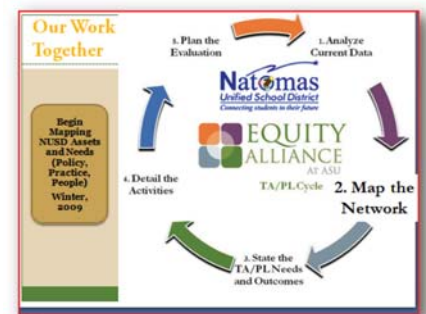 Our Work
Together
Begin
Mapping
NUSD Assets
and Needs
(Policy,
Practice,
People)
Winter,
2009
5. Plan the
Evaluation
1. Analyze
Current Data
Natomas
Unified School District
Connecting students to their future
EQUITY
ALLIANCE
AT ASU
TA/PL Cycle
2. Map the
Network
3. State the
TA/PL Needs
and Outcomes
4. Detail the
Activities